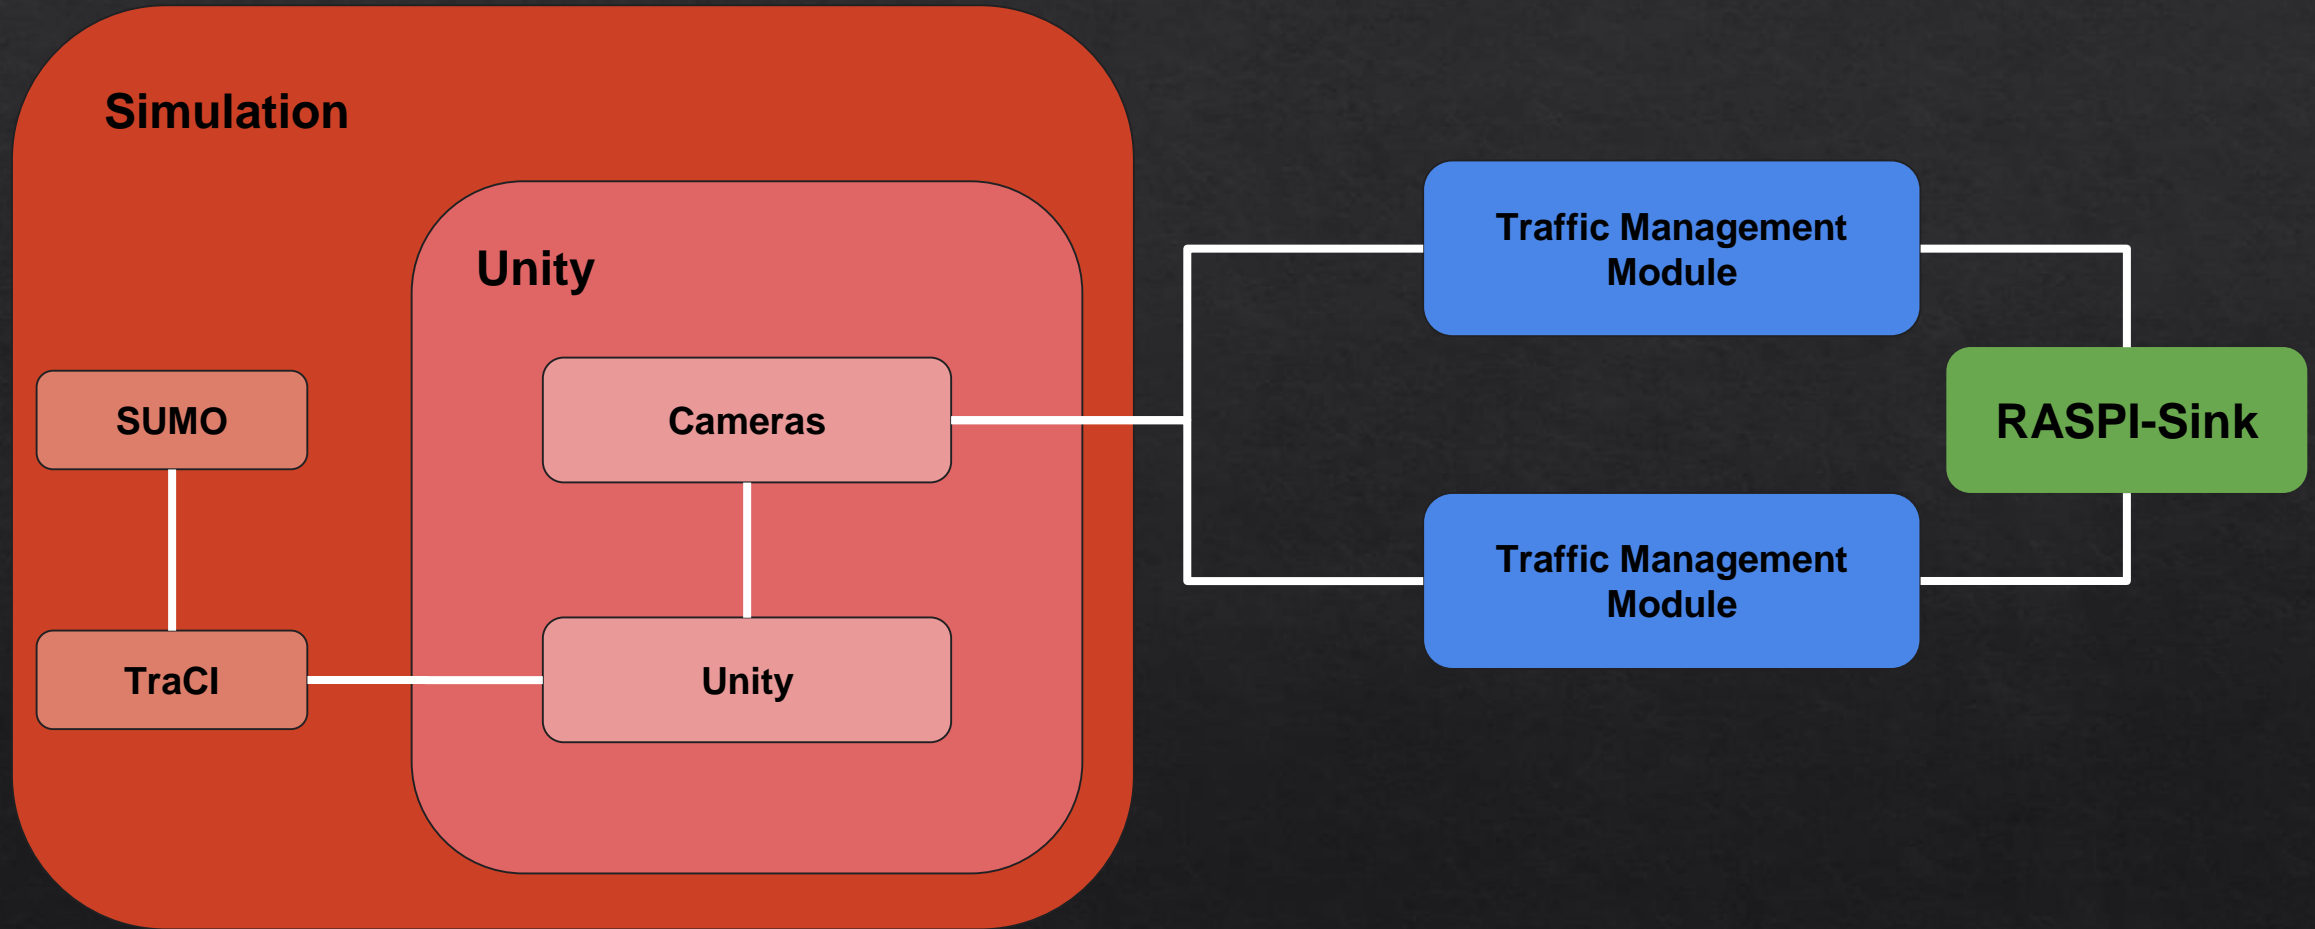 Simulation
Unity
SUMO
Cameras
TraCI
Unity
Traffic Management
Module
Traffic Management
Module
RASPI-Sink